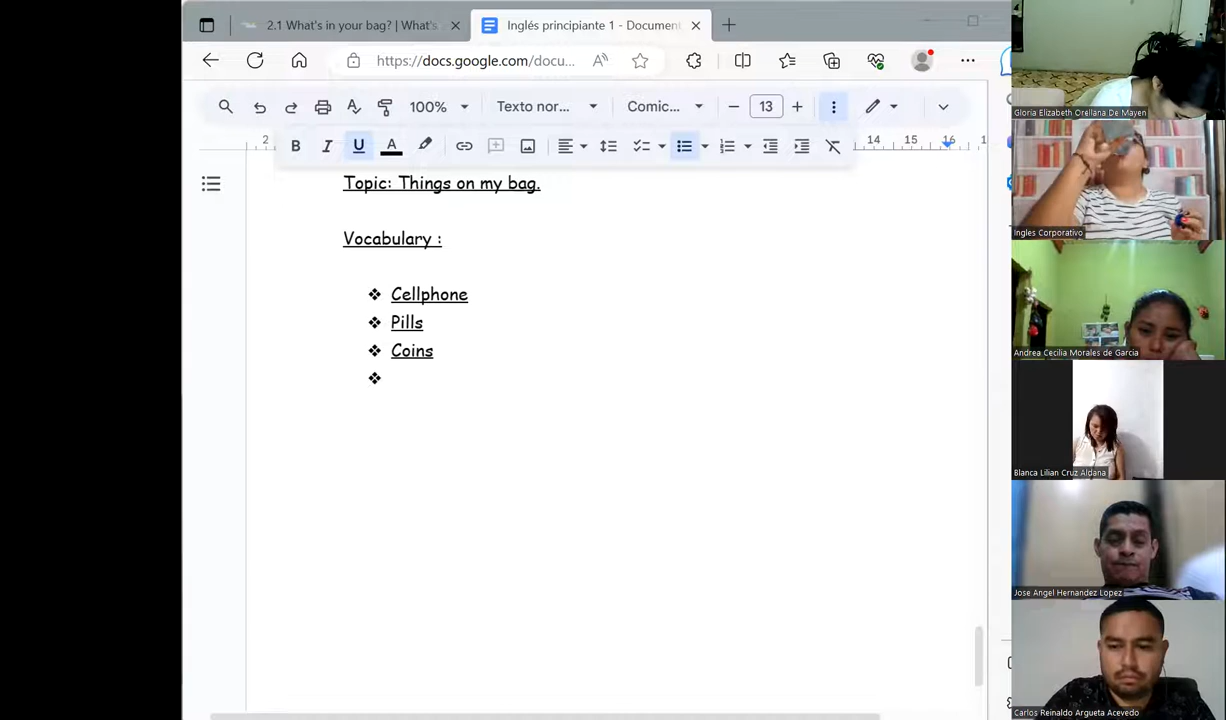 2.1 What's in your bag? | What's
Inglés principiante 1 - Document
https://docs.google.com/docu...
100%
Texto nor...
Comic...
13
B
I
U
A
2
14
15
16
1
Topic: Things on my bag.
Vocabulary :
❖ Cellphone
❖ Pills
❖ Coins
❖
Gloria Elizabeth Orellana De Mayen
Ingles Corporativo
Andrea Cecilia Morales de Garcia
Blanca Lilian Cruz Aldana
Jose Angel Hernandez Lopez
Carlos Reinaldo Argueta Acevedo